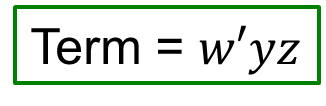 Term = w′yz